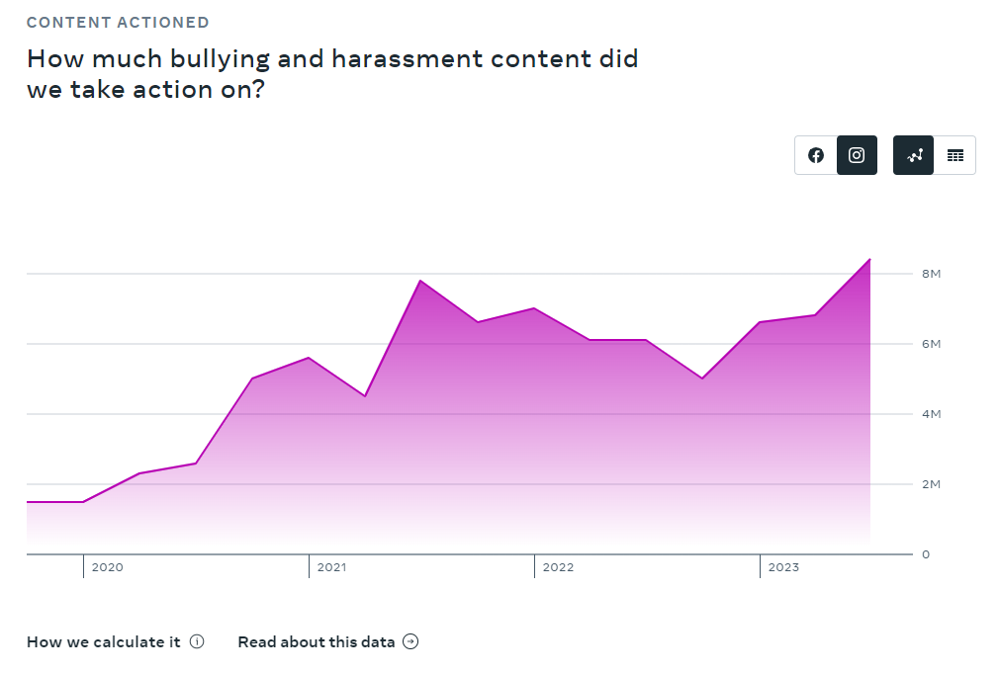 CONTENT ACTIONED
How much bullying and harassment content did
we take action on?
8M
6M
4M
2M
0
2020 2021 2022 2023
How we calculate it Read about this data